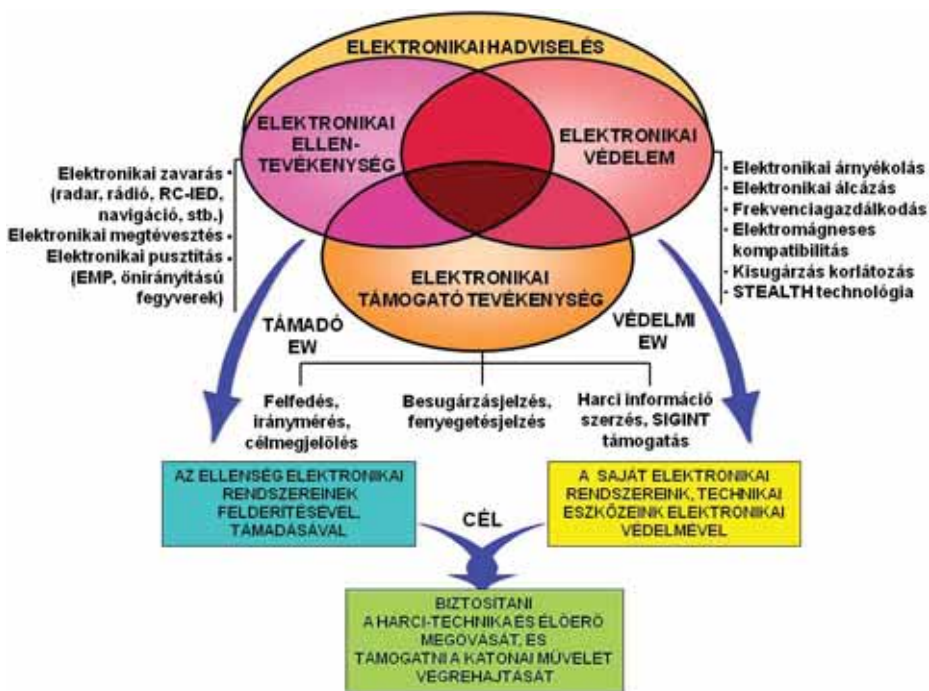 ELEKTRONIKAI HADVISELÉS
ELEKTRONIKAI
ELLEN-
TEVÉKENYSÉG
ELEKTRONIKAI
VÉDELEM
Elektronikai zavarás
(radar, rádió, RC-IED,
navigáció, stb.)
Elektronikai megtévesztés
Elektronikai pusztítás
(EMP, önirányítású
fegyverek)
- Elektronikai árnyékolás
- Elektronikai álcázás
- Frekvenciagazdálkodás
- Elektromágneses
kompatibilitás
- Kisugárzás korlátozás
- STEALTH technológia
ELEKTRONIKAI
TÁMOGATÓ TEVÉKENYSÉG
TÁMADÓ
EW
VÉDELMI
EW
Felfedés,
iránymérés,
célmegjelölés
Besugárzásjelzés,
fenyegetésjelzés
Harci információ
szerzés, SIGINT
támogatás
AZ ELLENSÉG ELEKTRONIKAI
RENDSZEREINEK
FELDERÍTÉSÉVEL,
TÁMADÁSÁVAL
CÉL
A SAJÁT ELEKTRONIKAI
RENDSZEREINK, TECHNIKAI
ESZKÖZEINK ELEKTRONIKAI
VÉDELMÉVEL
BIZTOSÍTANI
A HARCI-TECHNIKA ÉS ÉLŐERŐ
MEGÓVÁSÁT, ÉS
TÁMOGATNI A KATONAI MŰVELET
VÉGREHAJTÁSÁT